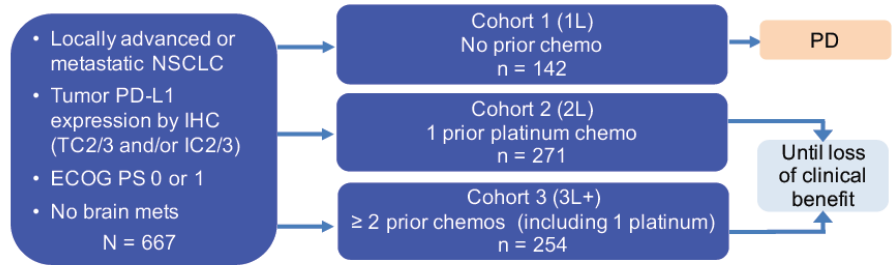 • Locally advanced or
metastatic NSCLC
• Tumor PD-L1
expression by IHC
(TC2/3 and/or IC2/3)
• ECOG PS 0 or 1
• No brain mets
N = 667
Cohort 1 (1L)
No prior chemo
n = 142
PD
Cohort 2 (2L)
1 prior platinum chemo
n = 271
Cohort 3 (3L+)
≥ 2 prior chemos (including 1 platinum)
n = 254
Until loss
of clinical
benefit